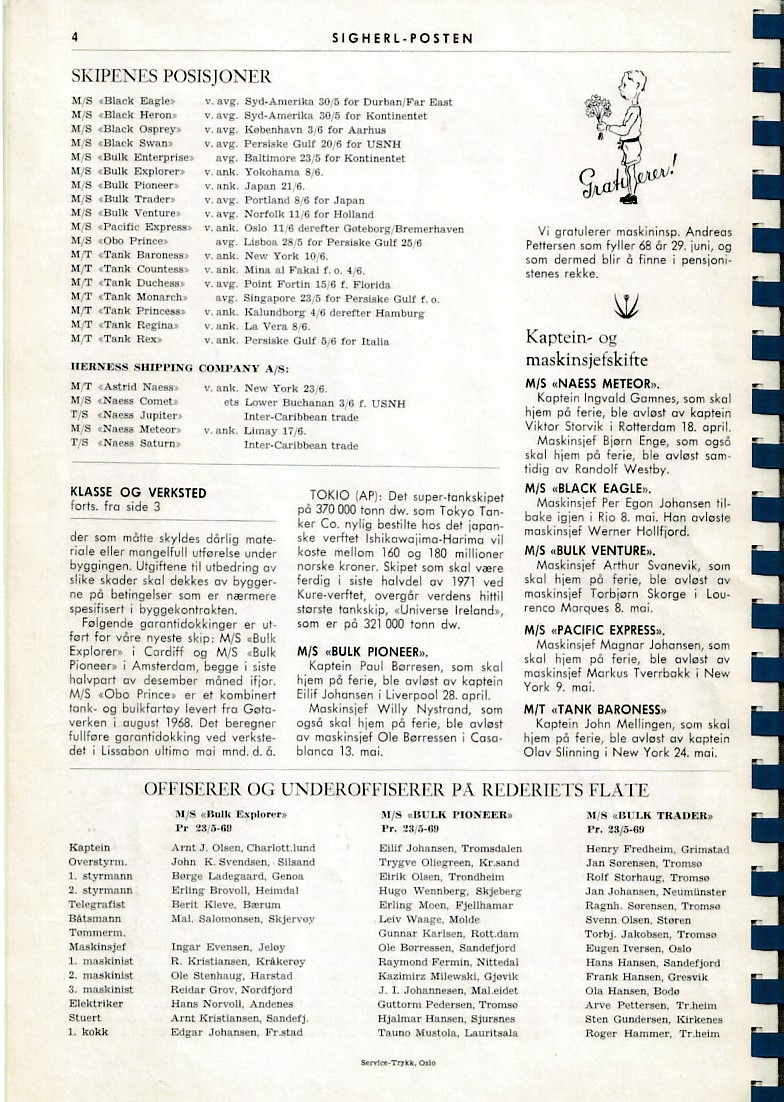 4
SIGHERL-POSTEN
SKIPENES POSISJONER
M/S «Black Eagle» v. avg. Syd-Amerika 30/5 for Durban/Far East
M/S «Black Heron» v. avg. Syd-Amerika 30/5 for Kontinentet
M/S «Black Osprey» v. avg. København 3/6 for Aarhus
M/S «Black Swan» v. avg. Persiske Gulf 20/6 for USNH
M/S «Bulk Enterprise» avg. Baltimore 23/5 for Kontinentet
M/S «Bulk Explorer» v. ank. Yokohama 8/6.
M/S «Bulk Pioneer» v. ank. Japan 21/6.
M/S «Bulk Trader» v. avg. Portland 8/6 for Japan
M/S «Bulk Venture» v. avg. Norfolk 11/6 for Holland
M/S «Pacific Express» v. ank. Oslo 11/6 derefter Gøteborg/Bremerhaven
M/S «Obo Prince» avg. Lisboa 28/5 for Persiske Gulf 25/6
M/T «Tank Baroness» v. ank. New York 10/6.
M/T «Tank Countess» v. ank. Mina al Fakal f. o. 4/6.
M/T «Tank Duchess» v. avg. Point Fortin 15/6 f. Florida
M/T «Tank Monarch» avg. Singapore 23/5 for Persiske Gulf f. o.
M/T «Tank Princess» v. ank. Kalundborg 4/6 derefter Hamburg
M/T «Tank Regina» v. ank. La Vera 8/6.
M/T «Tank Rex» v. ank. Persiske Gulf 5/6 for Italia
HERNESS SHIPPING COMPANY A/S:
M/T «Astrid Naess» v. ank. New York 23/6.
M/S «Naess Comet» ets Lower Buchanan 3/6 f. USNH
T/S «Naess Jupiter» Inter-Caribbean trade
M/S «Naess Meteor» v. ank. Limay 17/6.
T/S «Naess Saturn» Inter-Caribbean trade
Gratulerer!
Vi gratulerer maskininsp. Andreas
Pettersen som fyller 68 år 29. juni, og
som dermed blir å finne i pensjoni-
stenes rekke.
Kaptein- og
maskinsjefskifte
M/S «NAESS METEOR».
Kaptein Ingvald Gamnes, som skal
hjem på ferie, ble avløst av kaptein
Viktor Storvik i Rotterdam 18. april.
Maskinsjef Bjørn Enge, som også
skal hjem på ferie, ble avløst sam-
tidig av Randolf Westby.
M/S «BLACK EAGLE».
Maskinsjef Per Egon Johansen til-
bake igjen i Rio 8. mai. Han avløste
maskinsjef Werner Hollfjord.
M/S «BULK VENTURE».
Maskinsjef Arthur Svanevik, som
skal hjem på ferie, ble avløst av
maskinsjef Torbjørn Skorge i Lou-
renco Marques 8. mai.
M/S «PACIFIC EXPRESS».
Maskinsjef Magnar Johansen, som
skal hjem på ferie, ble avløst av
maskinsjef Markus Tverrbakk i New
York 9. mai.
M/T «TANK BARONESS»
Kaptein John Mellingen, som skal
hjem på ferie, ble avløst av kaptein
Olav Slinning i New York 24. mai.
KLASSE OG VERKSTED
forts. fra side 3
der som måtte skyldes dårlig mate-
riale eller mangelfull utførelse under
byggingen. Utgiftene til utbedring av
slike skader skal dekkes av bygger-
ne på betingelser som er nærmere
spesifisert i byggekontrakten.
Følgende garantidokkinger er ut-
ført for våre nyeste skip: M/S «Bulk
Explorer» i Cardiff og M/S «Bulk
Pioneer» i Amsterdam, begge i siste
halvpart av desember måned ifjor.
M/S «Obo Prince» er et kombinert
tank- og bulkfartøy levert fra Gøta-
verken i august 1968. Det beregner
fullføre garantidokking ved verkste-
det i Lissabon ultimo mai mnd. d. å.
TOKIO (AP): Det super-tankskipet
på 370 000 tonn dw. som Tokyo Tan-
ker Co. nylig bestilte hos det japan-
ske verftet Ishikawajima-Harima vil
koste mellom 160 og 180 millioner
norske kroner. Skipet som skal være
ferdig i siste halvdel av 1971 ved
Kure-verftet, overgår verdens hittil
største tankskip, «Universe Ireland»,
som er på 321 000 tonn dw.
M/S «BULK PIONEER».
Kaptein Paul Børresen, som skal
hjem på ferie, ble avløst av kaptein
Eilif Johansen i Liverpool 28. april.
Maskinsjef Willy Nystrand, som
også skal hjem på ferie, ble avløst
av maskinsjef Ole Børressen i Casa-
blanca 13. mai.
OFFISERER OG UNDEROFFISERER PÅ REDERIETS FLÅTE
M/S «Bulk Explorer» M/S «BULK PIONEER» M/S «BULK TRADER»
Pr 23/5-69 Pr. 23/5-69 Pr. 23/5-69
Kaptein Arnt J. Olsen, Charlott.lund Eilif Johansen, Tromsdalen Henry Fredheim, Grimstad
Overstyrm. John K. Svendsen, Silsand Trygve Oliegreen, Kr.sand Jan Sørensen, Tromsø
1. styrmann Børge Ladegaard, Genoa Eirik Olsen, Trondheim Rolf Storhaug, Tromsø
2. styrmann Erling Brovoll, Heimdal Hugo Wennberg, Skjeberg Jan Johansen, Neumünster
Telegrafist Berit Kleve, Bærum Erling Moen, Fjellhamar Ragnh. Sørensen, Tromsø
Båtsmann Mal. Salomonsen, Skjervøy Leiv Waage, Molde Svenn Olsen, Støren
Tømmerm. Gunnar Karlsen, Rott.dam Torbj. Jakobsen, Tromsø
Maskinsjef Ingar Evensen, Jeløy Ole Børressen, Sandefjord Eugen Iversen, Oslo
1. maskinist R. Kristiansen, Kråkerøy Raymond Fermin, Nittedal Hans Hansen, Sandefjord
2. maskinist Ole Stenhaug, Harstad Kazimirz Milewski, Gjøvik Frank Hansen, Gresvik
3. maskinist Reidar Grov, Nordfjord J. I. Johannesen, Mal.eidet Ola Hansen, Bodø
Elektriker Hans Norvoll, Andenes Guttorm Pedersen, Tromsø Arve Pettersen, Tr.heim
Stuert Arnt Kristiansen, Sandefj. Hjalmar Hansen, Sjursnes Sten Gundersen, Kirkenes
1. kokk Edgar Johansen, Fr.stad Tauno Mustola, Lauritsala Roger Hammer, Tr.heim
Service-Trykk, Oslo